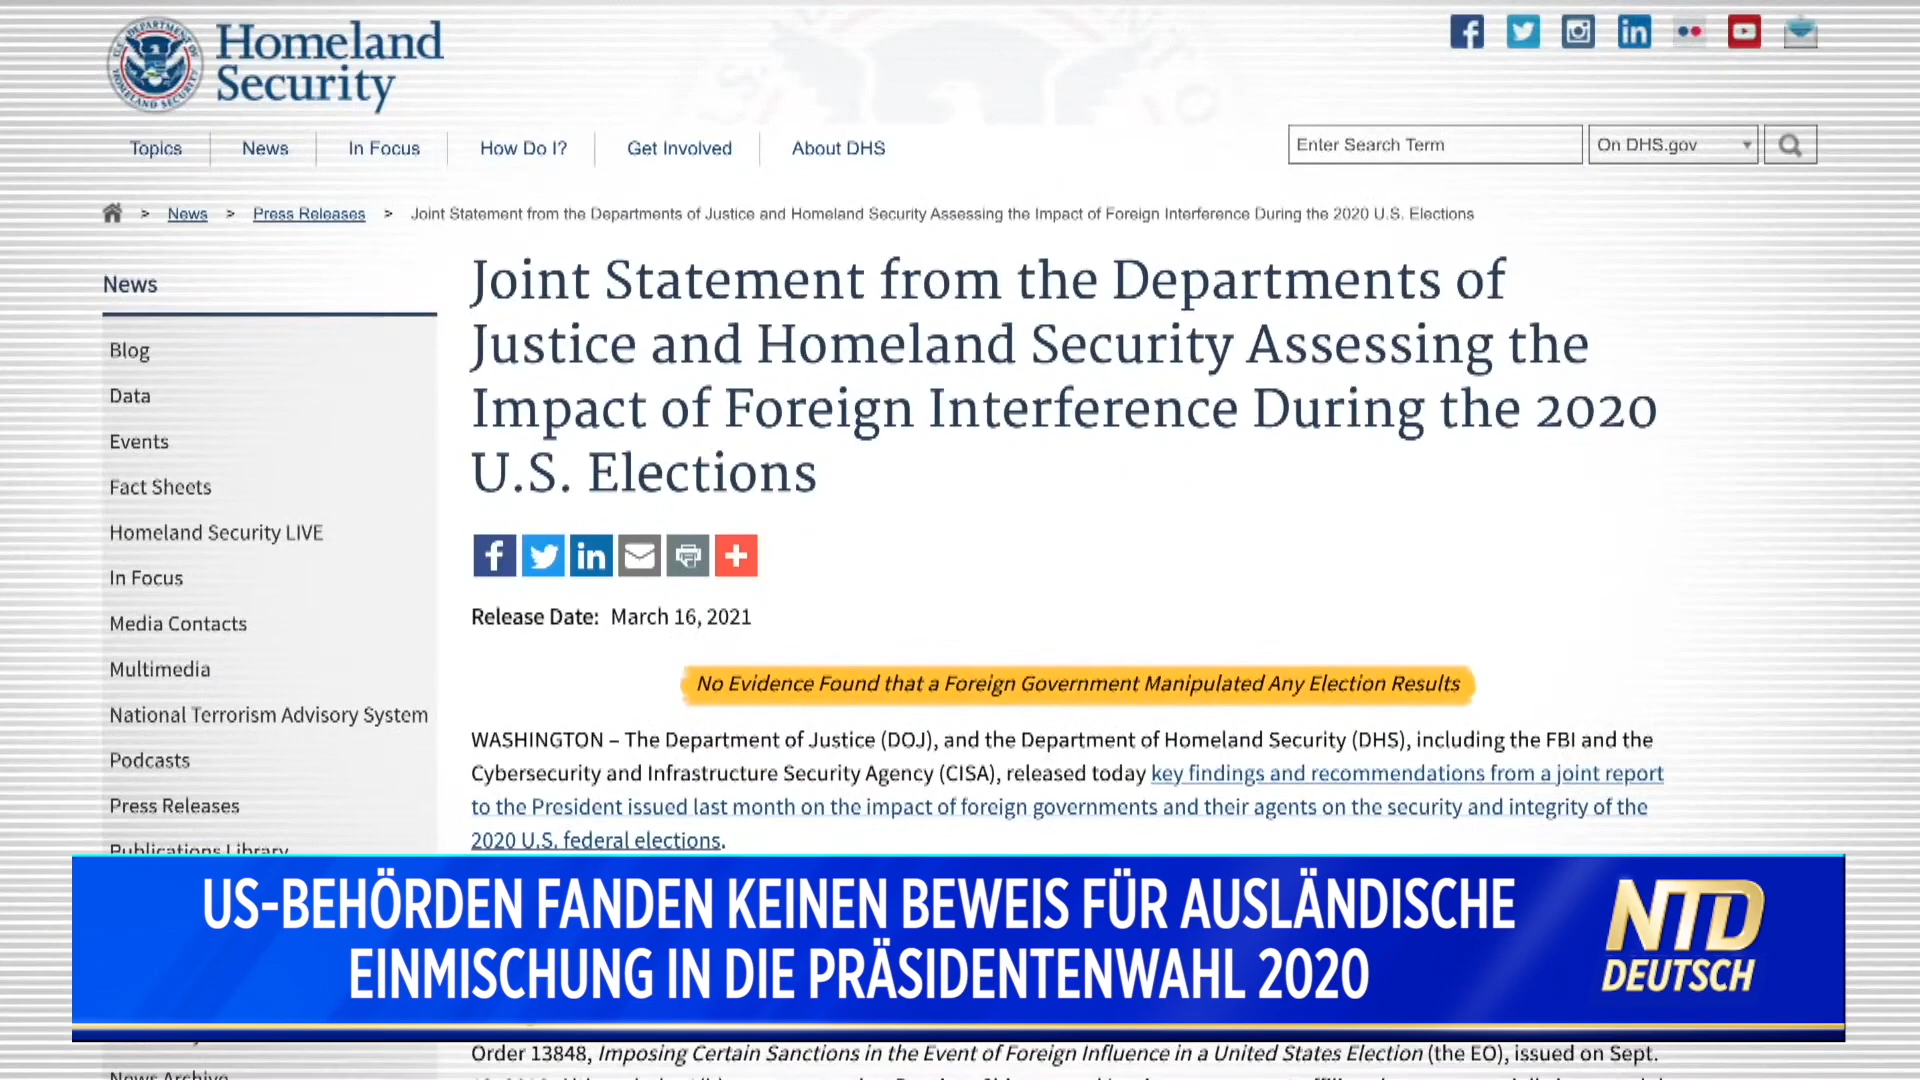 Homeland
Security
Topics
News
In Focus
How Do I?
Get Involved
About DHS
Enter Search Term
On DHS.gov
> News > Press Releases > Joint Statement from the Departments of Justice and Homeland Security Assessing the Impact of Foreign Interference During the 2020 U.S. Elections
News
Blog
Data
Events
Fact Sheets
Homeland Security LIVE
In Focus
Media Contacts
Multimedia
National Terrorism Advisory System
Podcasts
Press Releases
Publications Library
Joint Statement from the Departments of
Justice and Homeland Security Assessing the
Impact of Foreign Interference During the 2020
U.S. Elections
Release Date: March 16, 2021
No Evidence Found that a Foreign Government Manipulated Any Election Results
WASHINGTON – The Department of Justice (DOJ), and the Department of Homeland Security (DHS), including the FBI and the
Cybersecurity and Infrastructure Security Agency (CISA), released today key findings and recommendations from a joint report
to the President issued last month on the impact of foreign governments and their agents on the security and integrity of the
2020 U.S. federal elections.
US-BEHÖRDEN FANDEN KEINEN BEWEIS FÜR AUSLÄNDISCHE
EINMISCHUNG IN DIE PRÄSIDENTENWAHL 2020
NTD
DEUTSCH
Order 13848, Imposing Certain Sanctions in the Event of Foreign Influence in a United States Election (the EO), issued on Sept.
News Archive